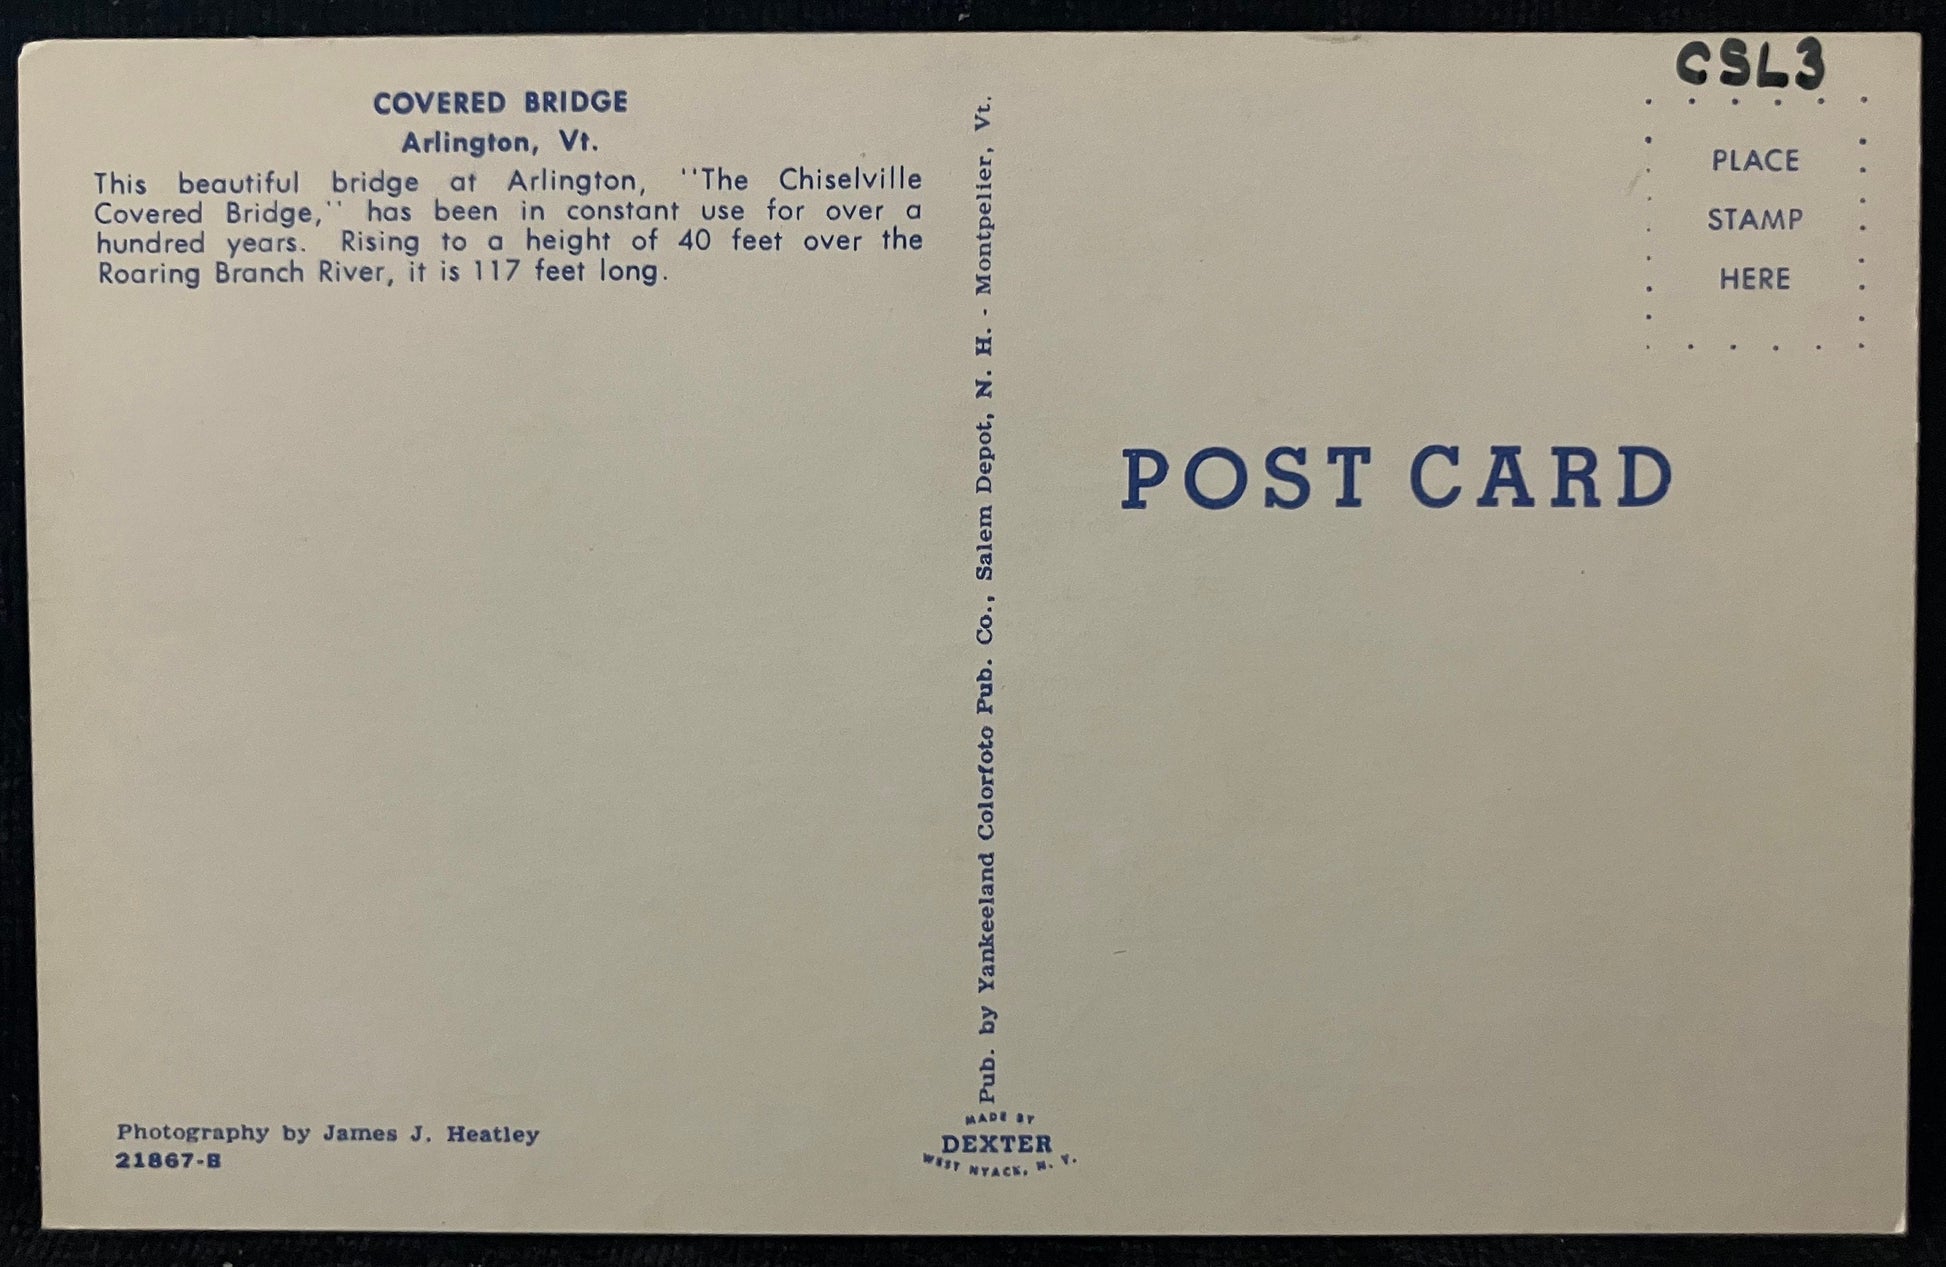 COVERED BRIDGE
Arlington, Vt.
This beautiful bridge at Arlington, ''The Chiselville
Covered Bridge,'' has been in constant use for over a
hundred years. Rising to a height of 40 feet over the
Roaring Branch River, it is 117 feet long.
Photography by James J. Heatley
21867-B
Pub. by Yankeeland Colorfoto Pub. Co., Salem Depot, N. H. - Montpelier, Vt.
MADE BY
DEXTER
WEST NYACK, N. Y.
CSL3
PLACE
STAMP
HERE
POST CARD